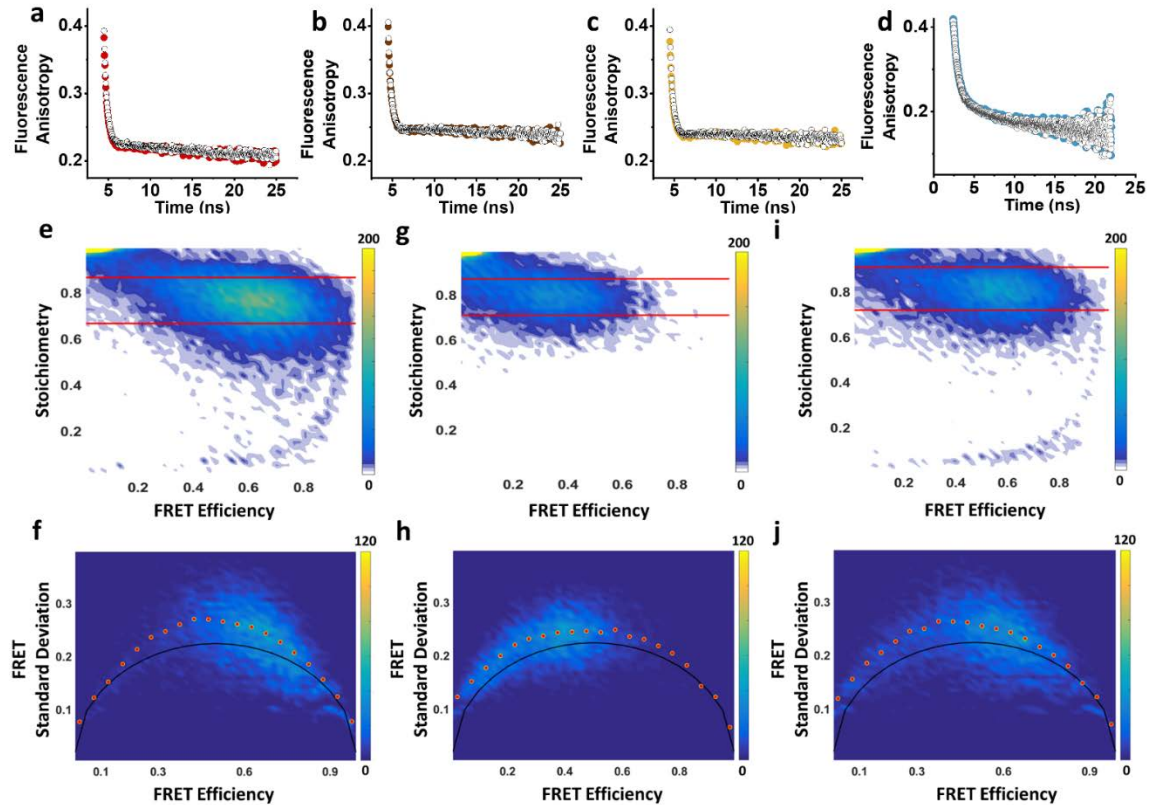 a
b
c
d
0.4
0.3
0.2
Fluorescence
Anisotropy
5 10 15 20 25
Time (ns)
0.4
0.3
0.2
Fluorescence
Anisotropy
5 10 15 20 25
Time (ns)
0.4
0.3
0.2
Fluorescence
Anisotropy
5 10 15 20 25
Time (ns)
0.4
0.2
Fluorescence
Anisotropy
0 5 10 15 20 25
Time (ns)
e
Stoichiometry
0.8
0.6
0.4
0.2
0.2 0.4 0.6 0.8
FRET Efficiency
200
0
g
Stoichiometry
0.8
0.6
0.4
0.2
0.2 0.4 0.6 0.8
FRET Efficiency
200
0
i
Stoichiometry
0.8
0.6
0.4
0.2
0.2 0.4 0.6 0.8
FRET Efficiency
200
0
f
FRET
Standard Deviation
0.3
0.2
0.1
0.1 0.3 0.6 0.9
FRET Efficiency
120
0
h
FRET
Standard Deviation
0.3
0.2
0.1
0.2 0.4 0.6 0.8
FRET Efficiency
120
0
j
FRET
Standard Deviation
0.3
0.2
0.1
0.1 0.3 0.6 0.9
FRET Efficiency
120
0